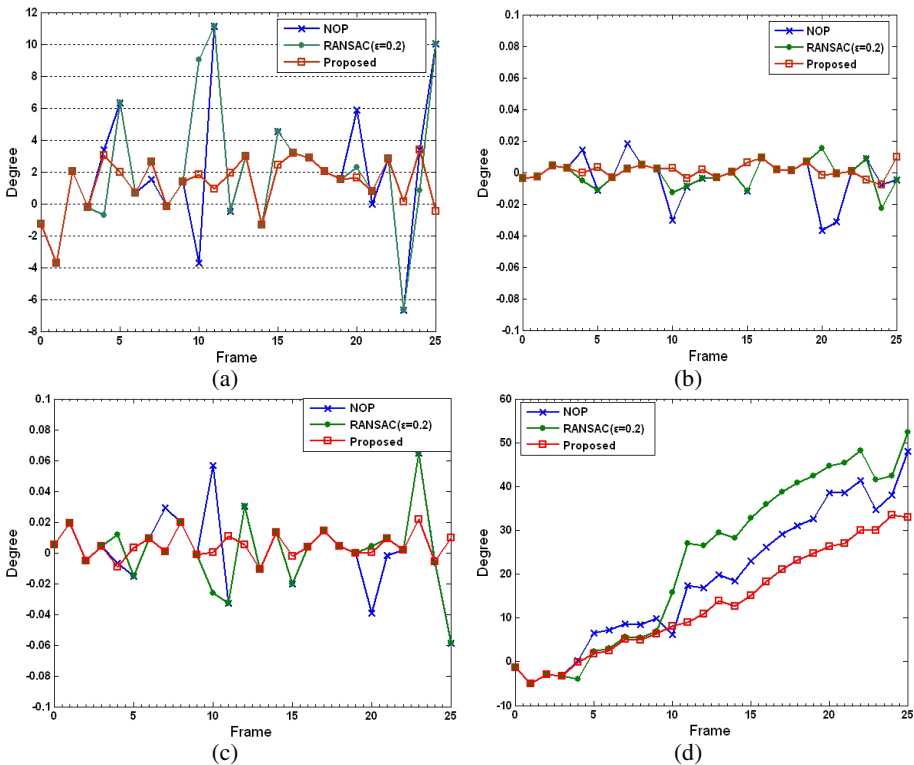 12
10
8
6
4
2
0
-2
-4
-6
-8
Degree
0 5 10 15 20 25
Frame
NOP
RANSAC(ε=0.2)
Proposed
(a)
0.1
0.08
0.06
0.04
0.02
0
-0.02
-0.04
-0.06
-0.08
-0.1
Degree
0 5 10 15 20 25
Frame
NOP
RANSAC(ε=0.2)
Proposed
(b)
0.1
0.08
0.06
0.04
0.02
0
-0.02
-0.04
-0.06
-0.08
-0.1
Degree
0 5 10 15 20 25
Frame
NOP
RANSAC(ε=0.2)
Proposed
(c)
60
50
40
30
20
10
0
-10
Degree
0 5 10 15 20 25
Frame
NOP
RANSAC(ε=0.2)
Proposed
(d)